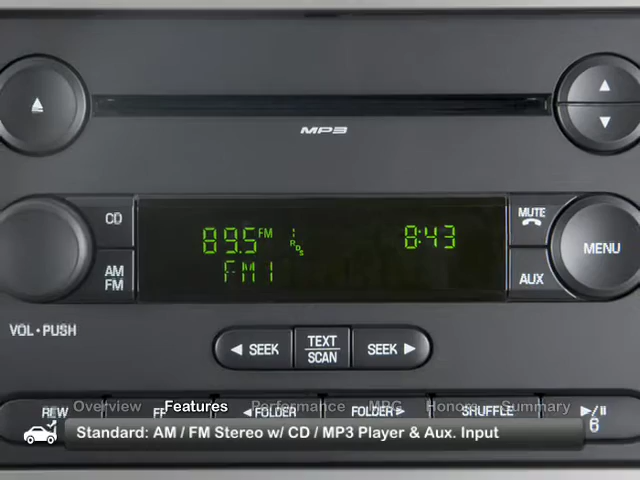 MP3
CD
AM
FM
89.5 FM 1
RDS
8:43
FM1
MUTE
MENU
AUX
VOL • PUSH
◄ SEEK
TEXT
SCAN
SEEK ►
Overview Features Performance MPG Honors Summary
REW
FF
◄FOLDER
FOLDER►
SHUFFLE
►/II
6
Standard: AM / FM Stereo w/ CD / MP3 Player & Aux. Input